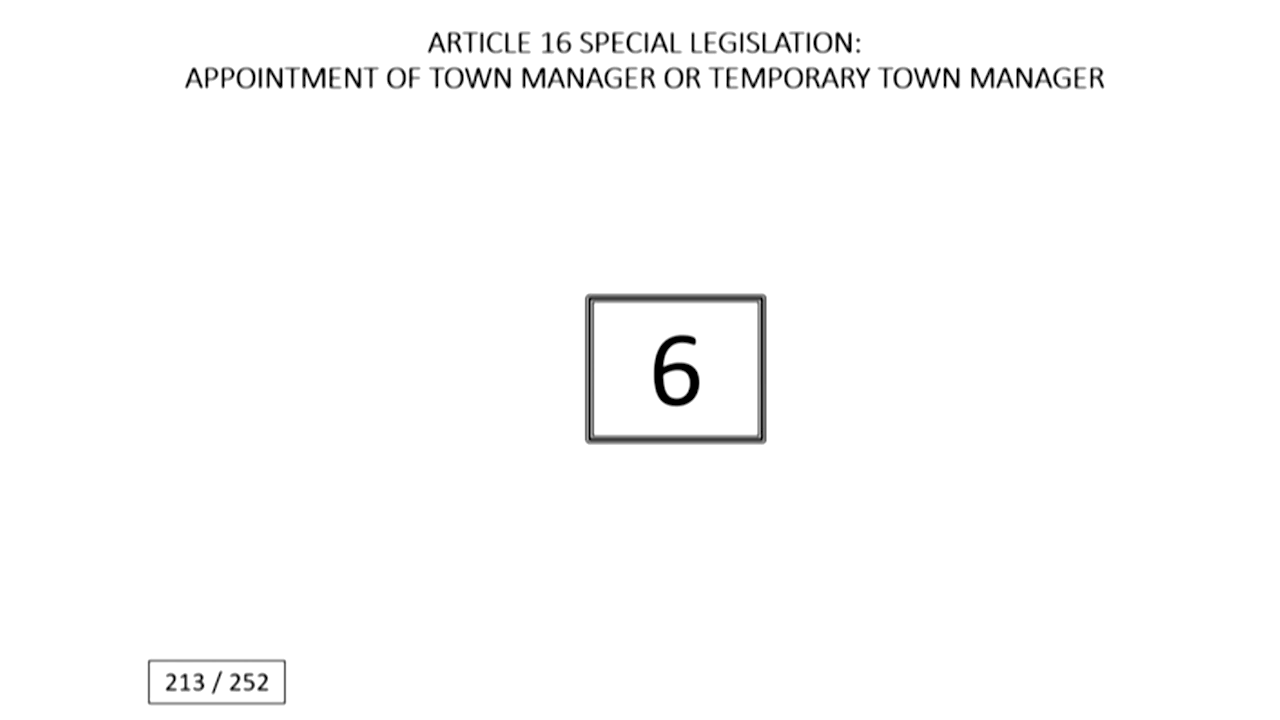 ARTICLE 16 SPECIAL LEGISLATION:
APPOINTMENT OF TOWN MANAGER OR TEMPORARY TOWN MANAGER
6
213 / 252